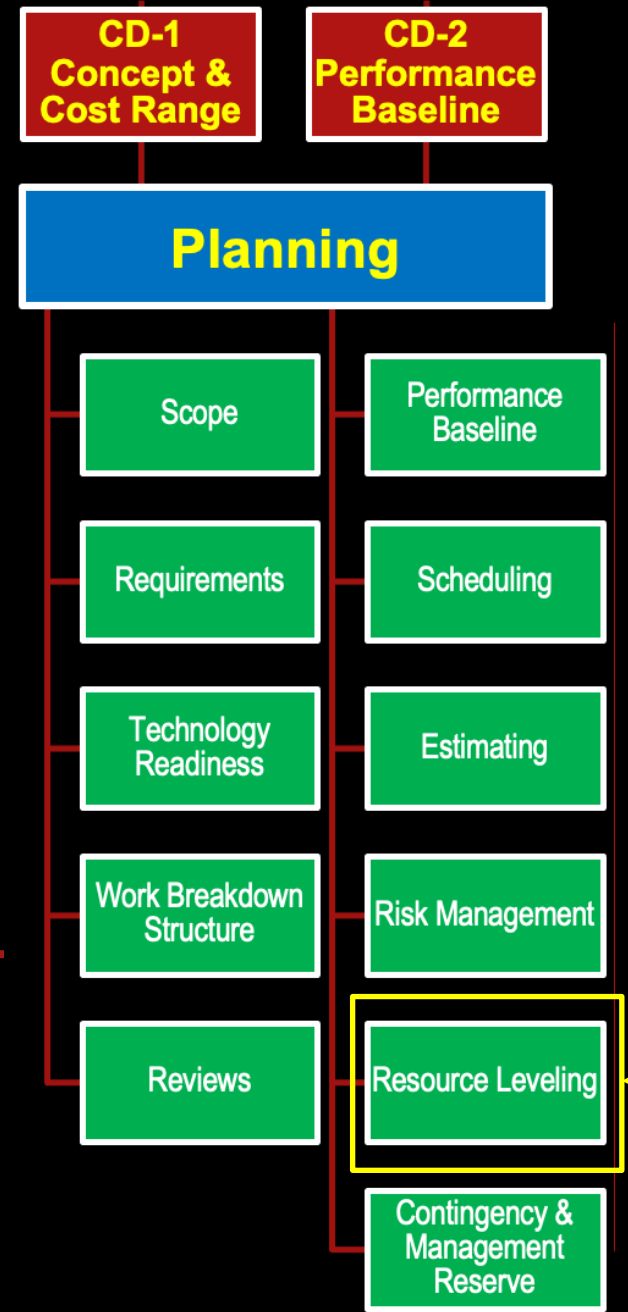 CD-1
Concept &
Cost Range
CD-2
Performance
Baseline
Planning
Scope
Requirements
Technology
Readiness
Work Breakdown
Structure
Reviews
Performance
Baseline
Scheduling
Estimating
Risk Management
Resource Leveling
Contingency &
Management
Reserve